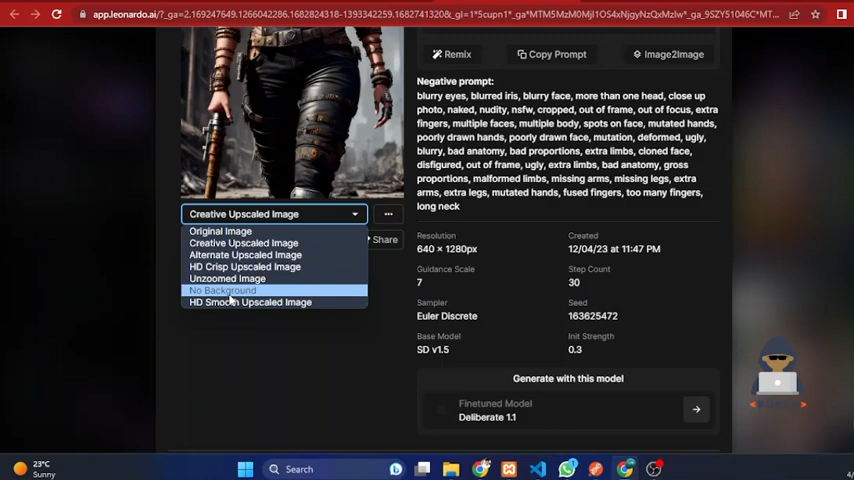 app.leonardo.ai/?_ga=2.169247649.1266042286.1682824318-1393342259.1682741320&_gl=1*5cupn1*_ga*MTM5MzM0MjI1OS4xNjgyNzQxMzIw*_ga_9SZY51046C*MT...
Remix
Copy Prompt
Image2Image
Negative prompt:
blurry eyes, blurred iris, blurry face, more than one head, close up
photo, naked, nudity, nsfw, cropped, out of frame, out of focus, extra
fingers, multiple faces, multiple body, spots on face, mutated hands,
poorly drawn hands, poorly drawn face, mutation, deformed, ugly,
blurry, bad anatomy, bad proportions, extra limbs, cloned face,
disfigured, out of frame, ugly, extra limbs, bad anatomy, gross
proportions, malformed limbs, missing arms, missing legs, extra
arms, extra legs, mutated hands, fused fingers, too many fingers,
long neck
Creative Upscaled Image
Original Image
Creative Upscaled Image
Alternate Upscaled Image
HD Crisp Upscaled Image
Unzoomed Image
No Background
HD Smooth Upscaled Image
Share
Resolution
640 × 1280px
Created
12/04/23 at 11:47 PM
Guidance Scale
7
Step Count
30
Sampler
Euler Discrete
Seed
163625472
Base Model
SD v1.5
Init Strength
0.3
Generate with this model
Finetuned Model
Deliberate 1.1
23°C
Sunny
Search
4/